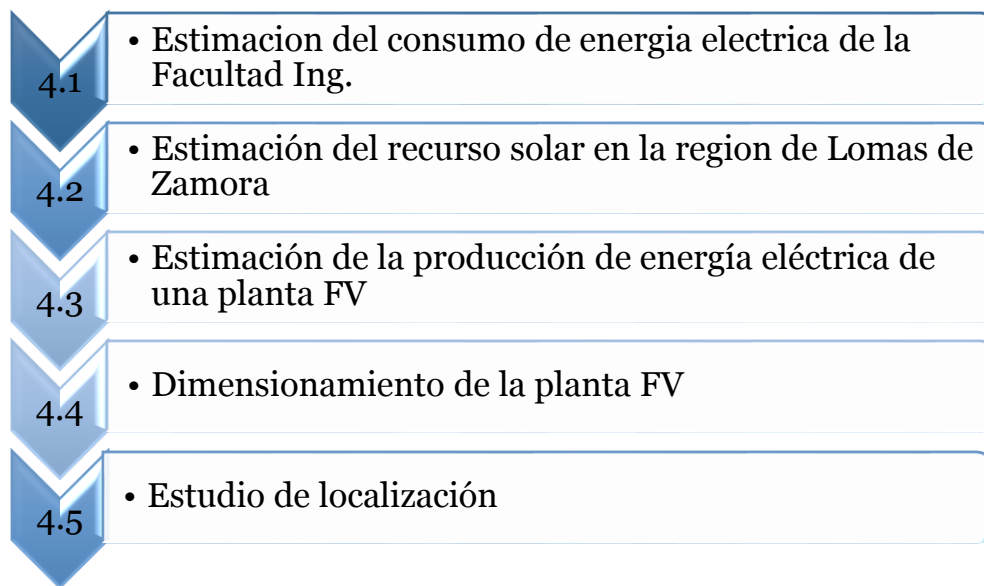 4.1
• Estimacion del consumo de energia electrica de la
Facultad Ing.
4.2
• Estimación del recurso solar en la region de Lomas de
Zamora
4.3
• Estimación de la producción de energía eléctrica de
una planta FV
4.4
• Dimensionamiento de la planta FV
4.5
• Estudio de localización